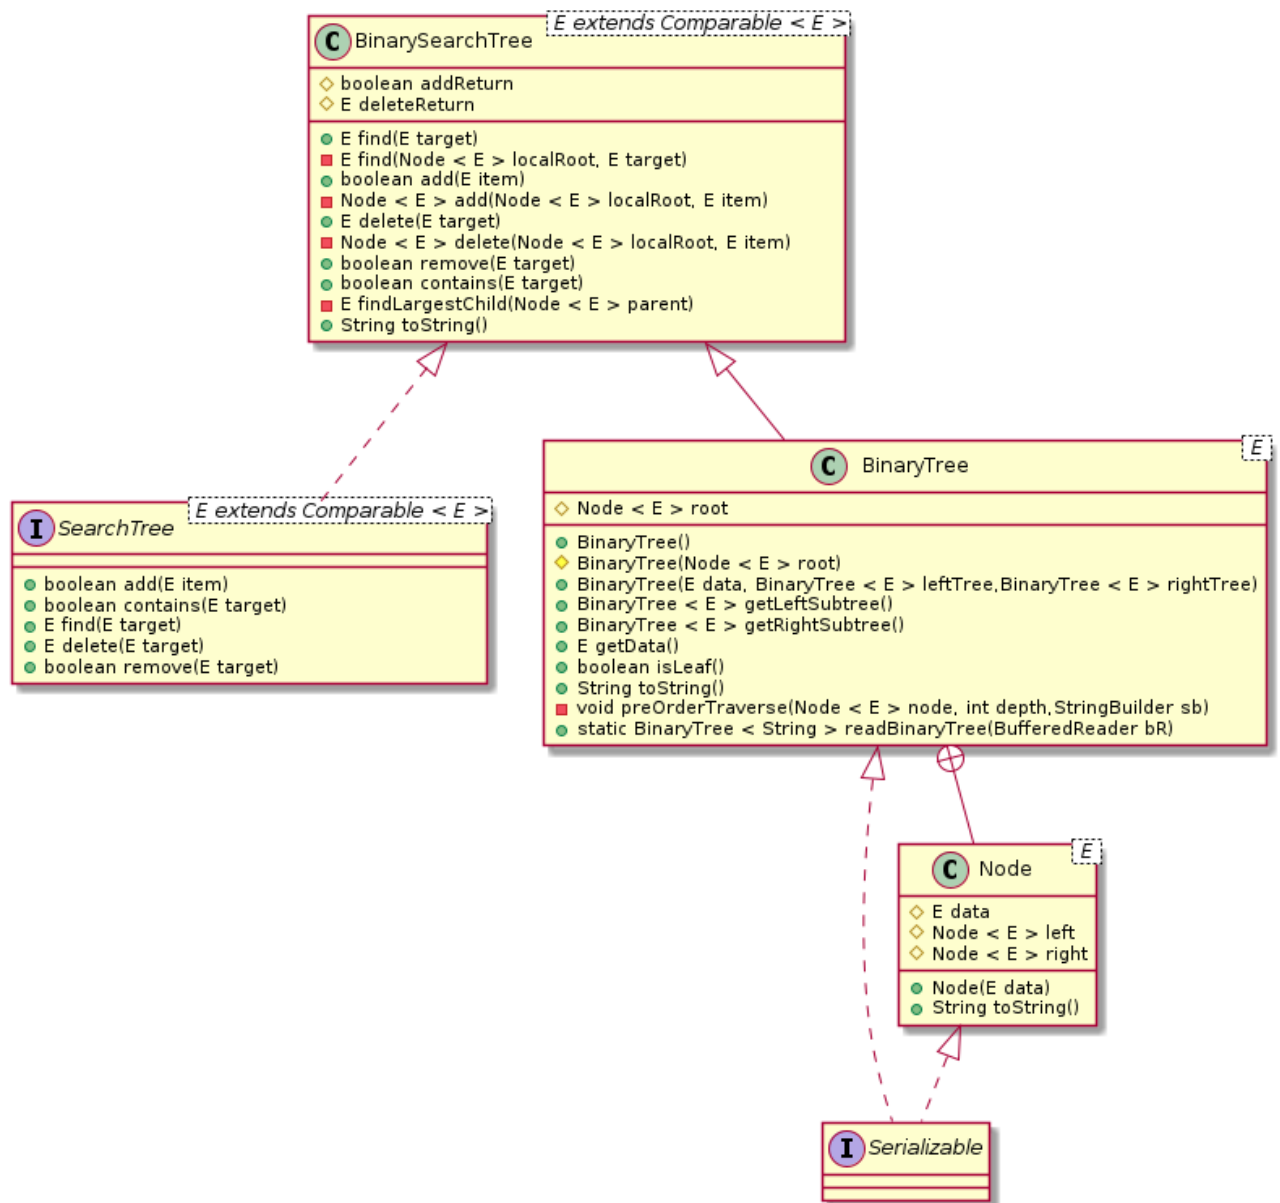 E extends Comparable < E >
C BinarySearchTree
boolean addReturn
E deleteReturn
E find(E target)
E find(Node < E > localRoot, E target)
boolean add(E item)
Node < E > add(Node < E > localRoot, E item)
E delete(E target)
Node < E > delete(Node < E > localRoot, E item)
boolean remove(E target)
boolean contains(E target)
E findLargestChild(Node < E > parent)
String toString()
E extends Comparable < E >
I SearchTree
boolean add(E item)
boolean contains(E target)
E find(E target)
E delete(E target)
boolean remove(E target)
E
C BinaryTree
Node < E > root
BinaryTree()
BinaryTree(Node < E > root)
BinaryTree(E data, BinaryTree < E > leftTree,BinaryTree < E > rightTree)
BinaryTree < E > getLeftSubtree()
BinaryTree < E > getRightSubtree()
E getData()
boolean isLeaf()
String toString()
void preOrderTraverse(Node < E > node, int depth,StringBuilder sb)
static BinaryTree < String > readBinaryTree(BufferedReader bR)
E
C Node
E data
Node < E > left
Node < E > right
Node(E data)
String toString()
I Serializable